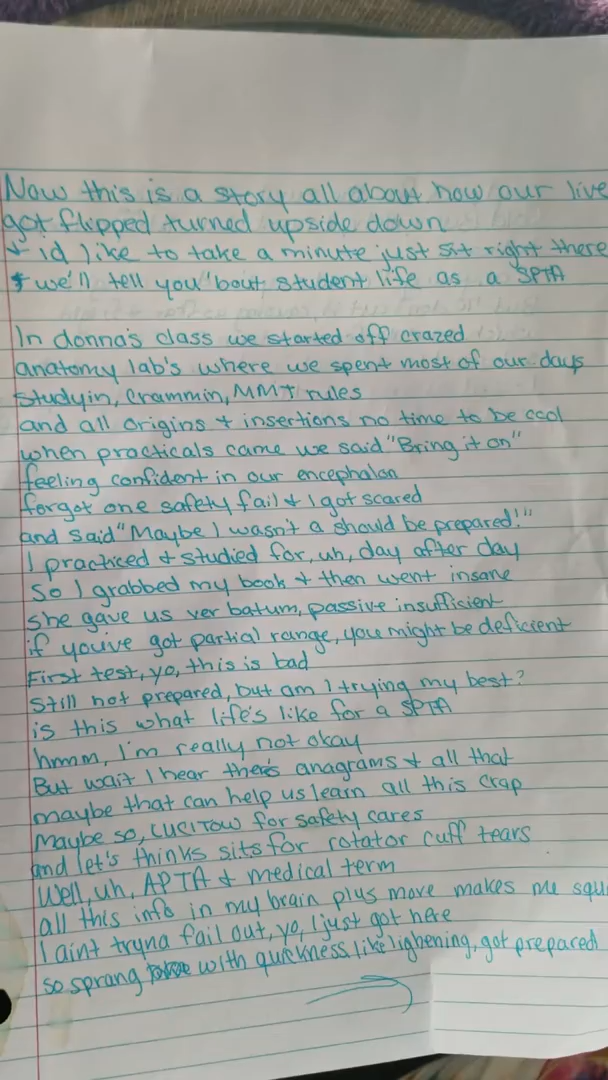 Now this is a story all about how our live
got flipped turned upside down
+ id like to take a minute just sit right there
+ we'll tell you 'bout student life as a SPTA
In donna's class we started off crazed
anatomy lab's where we spent most of our days
studyin, crammin, MMT rules
and all origins + insertions no time to be cool
when practicals came we said "Bring it on"
feeling confident in our encephalon
forgot one safety fail + I got scared
and said "Maybe I wasn't a should be prepared!"
I practiced + studied for, uh, day after day
So I grabbed my book + then went insane
she gave us ver batum, passive insufficient
if youive got partial range, you might be deficient
First test, yo, this is bad
Still not prepared, but am I trying my best?
is this what life's like for a SPTA
hmmm, I'm really not okay
But wait I hear there's anagrams + all that
maybe that can help us learn all this crap
Maybe so, LUCITOW for safety cares
and let's thinks sits for rotator cuff tears
Well, uh, APTA + medical term
all this info in my brain plus more makes me squ
I aint tryna fail out, yo, I just got here
so sprang with quickness like lighening, got prepared